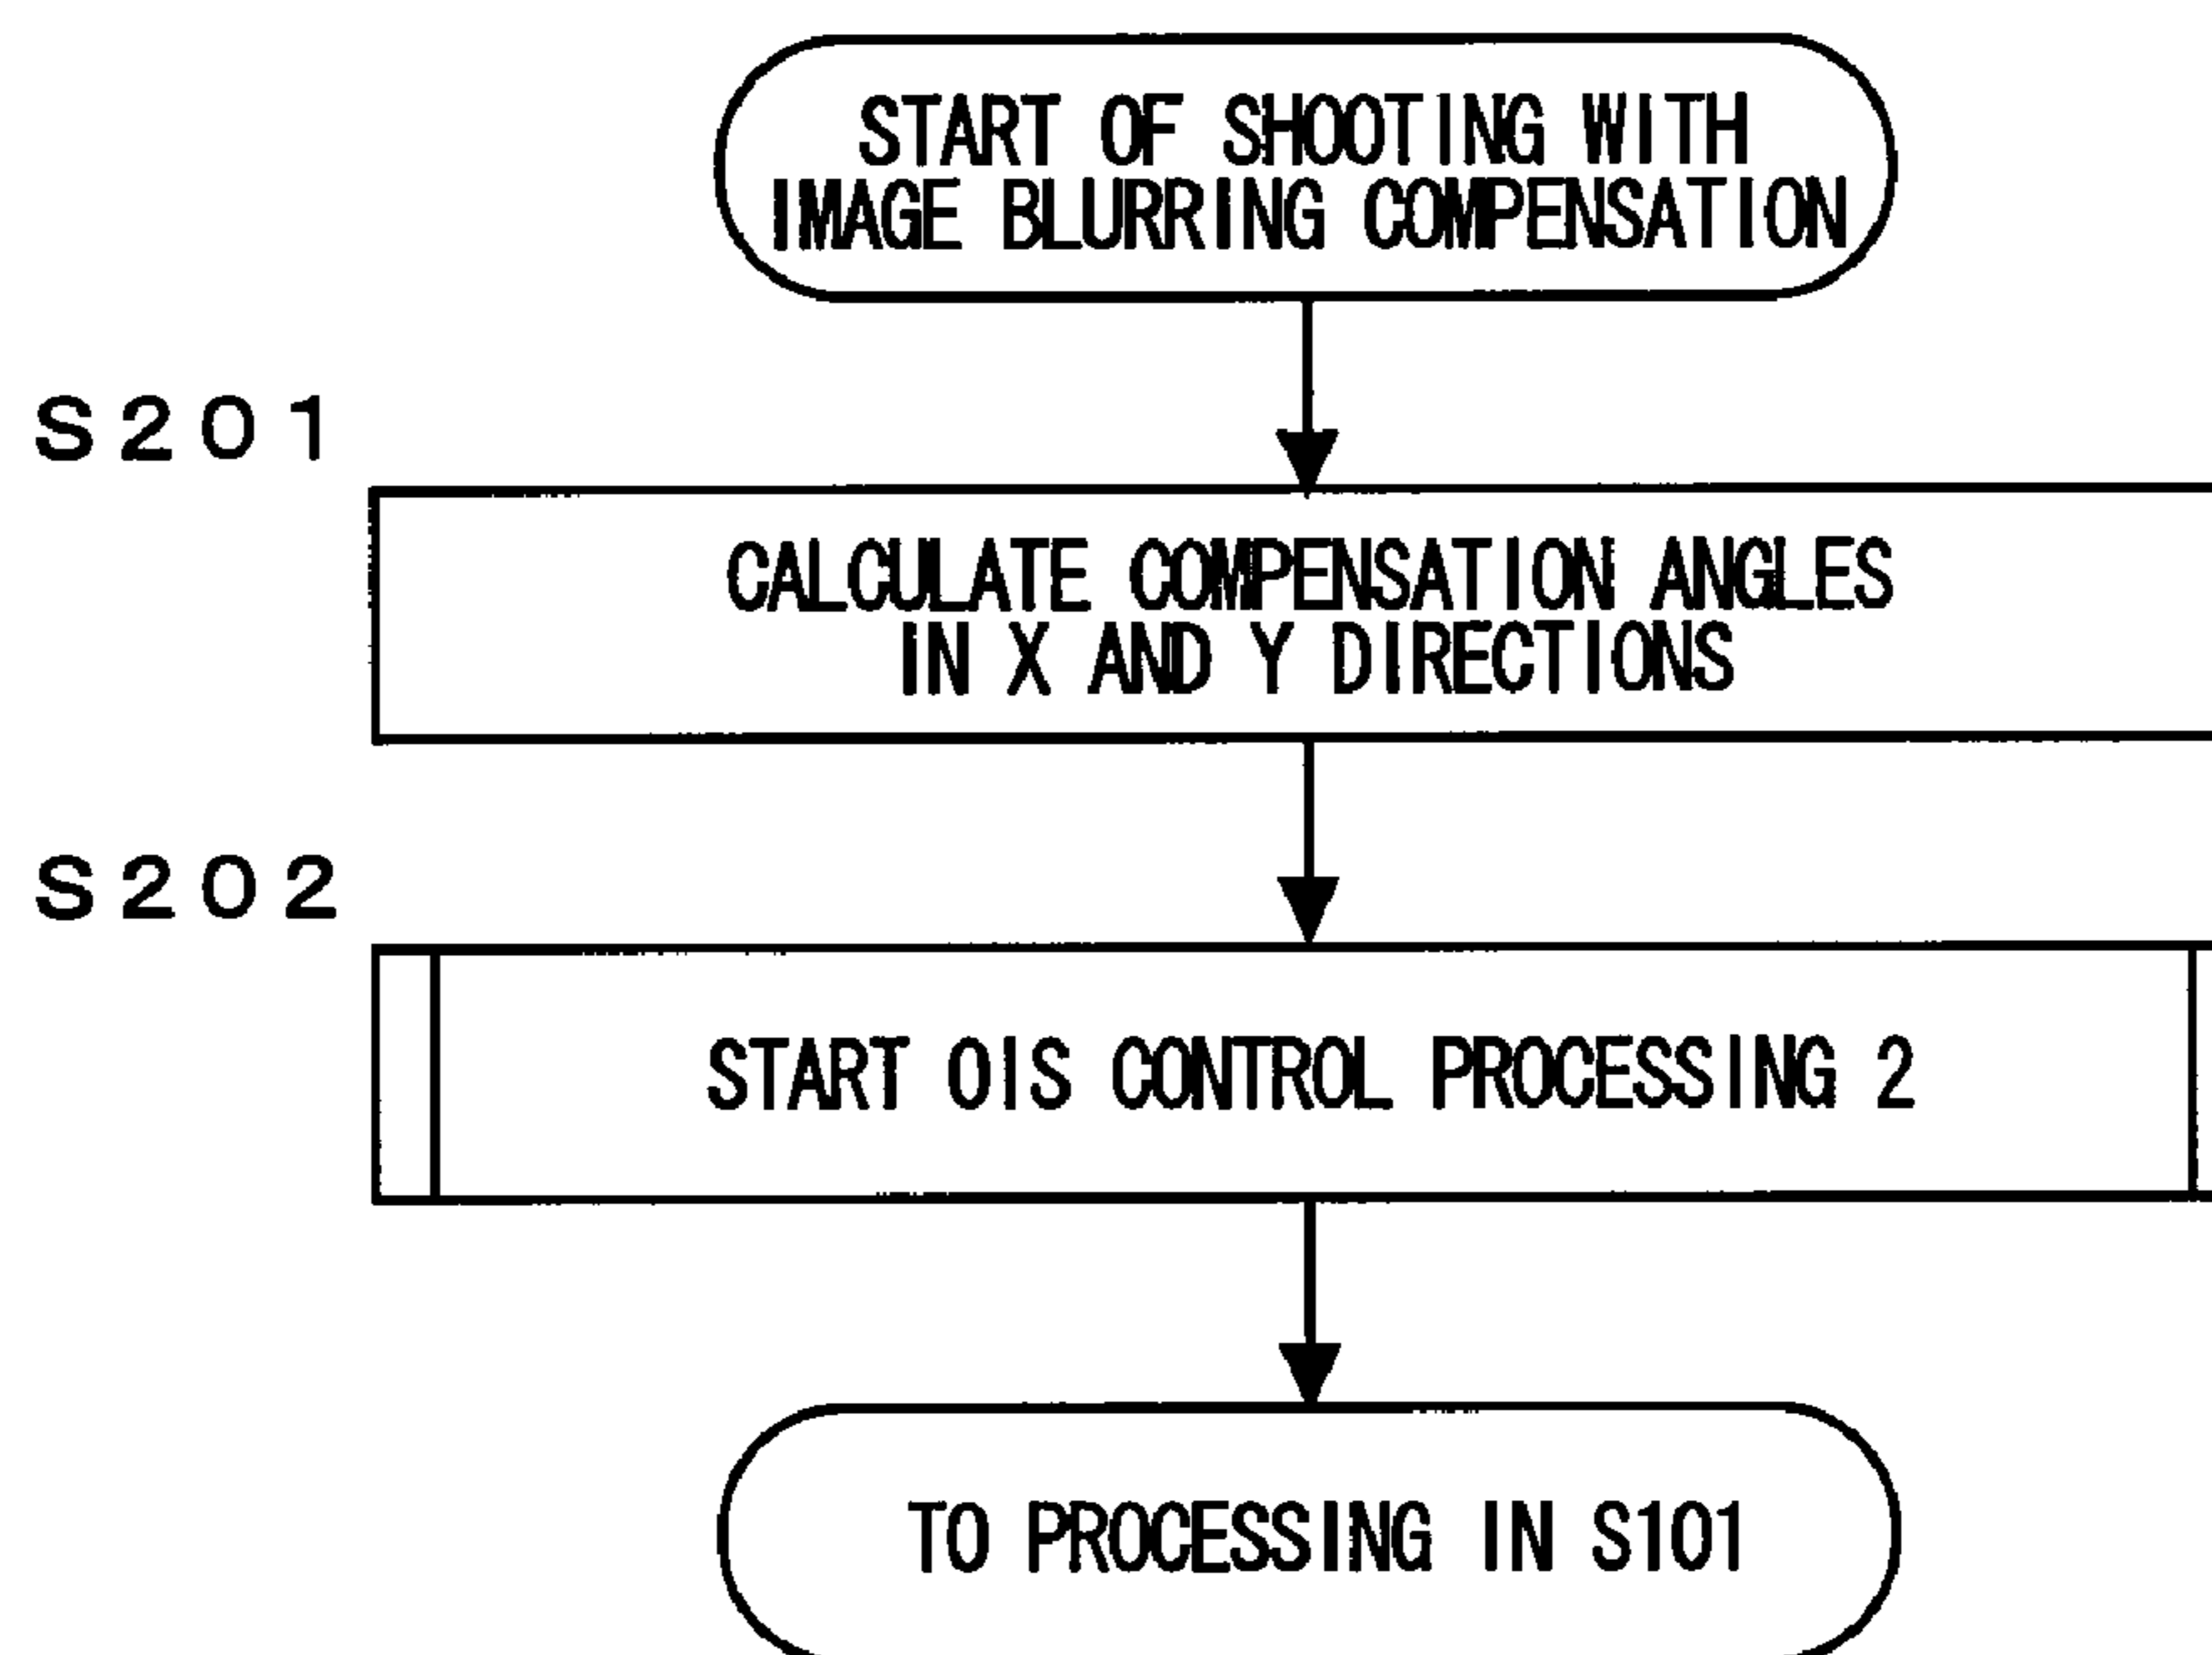 START OF SHOOTING WITH
IMAGE BLURRING COMPENSATION
S201
CALCULATE COMPENSATION ANGLES
IN X AND Y DIRECTIONS
S202
START OIS CONTROL PROCESSING 2
TO PROCESSING IN S101